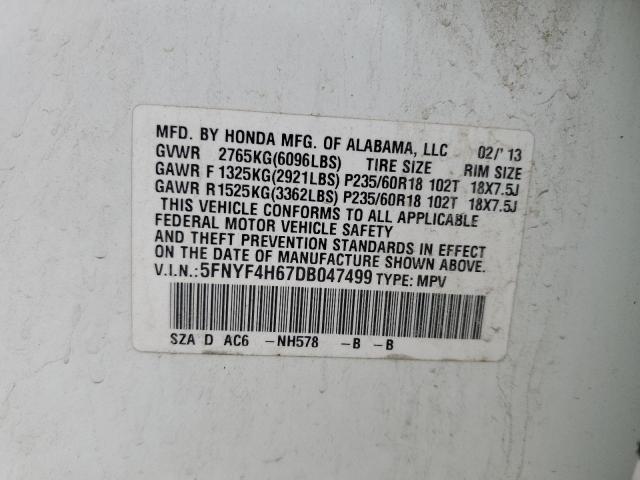 MFD. BY HONDA MFG. OF ALABAMA, LLC 02/'13
GVWR 2765KG(6096LBS) TIRE SIZE RIM SIZE
GAWR F 1325KG(2921LBS) P235/60R18 102T 18X7.5J
GAWR R 1525KG(3362LBS) P235/60R18 102T 18X7.5J
THIS VEHICLE CONFORMS TO ALL APPLICABLE
FEDERAL MOTOR VEHICLE SAFETY
AND THEFT PREVENTION STANDARDS IN EFFECT
ON THE DATE OF MANUFACTURE SHOWN ABOVE.
V.I.N.:5FNYF4H67DB047499 TYPE: MPV
SZA D AC6 -NH578 -B -B